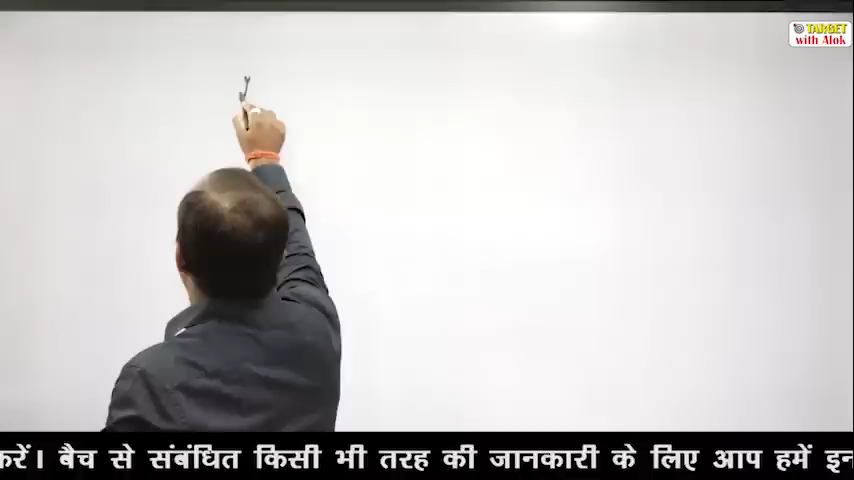 TARGET
with Alok
करें। बैच से संबंधित किसी भी तरह की जानकारी के लिए आप हमें